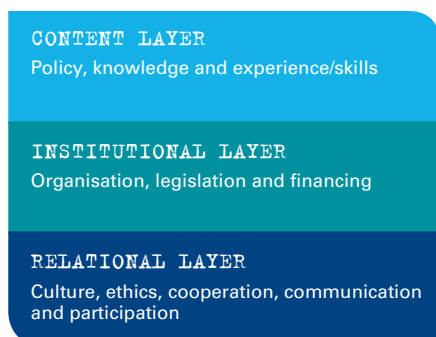 CONTENT LAYER
Policy, knowledge and experience/skills
INSTITUTIONAL LAYER
Organisation, legislation and financing
RELATIONAL LAYER
Culture, ethics, cooperation, communication
and participation